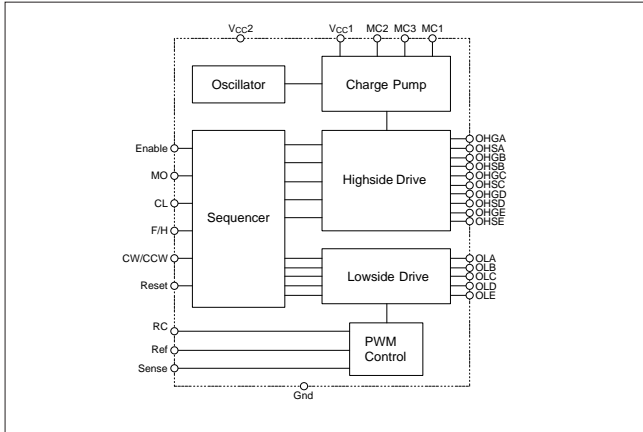 VCC2
VCC1 MC2 MC3 MC1
Oscillator
Charge Pump
Enable
MO
CL
F/H
CW/CCW
Reset
Sequencer
Highside Drive
OHGA
OHSA
OHGB
OHSB
OHGC
OHSC
OHGD
OHSD
OHGE
OHSE
Lowside Drive
OLA
OLB
OLC
OLD
OLE
RC
Ref
Sense
PWM
Control
Gnd